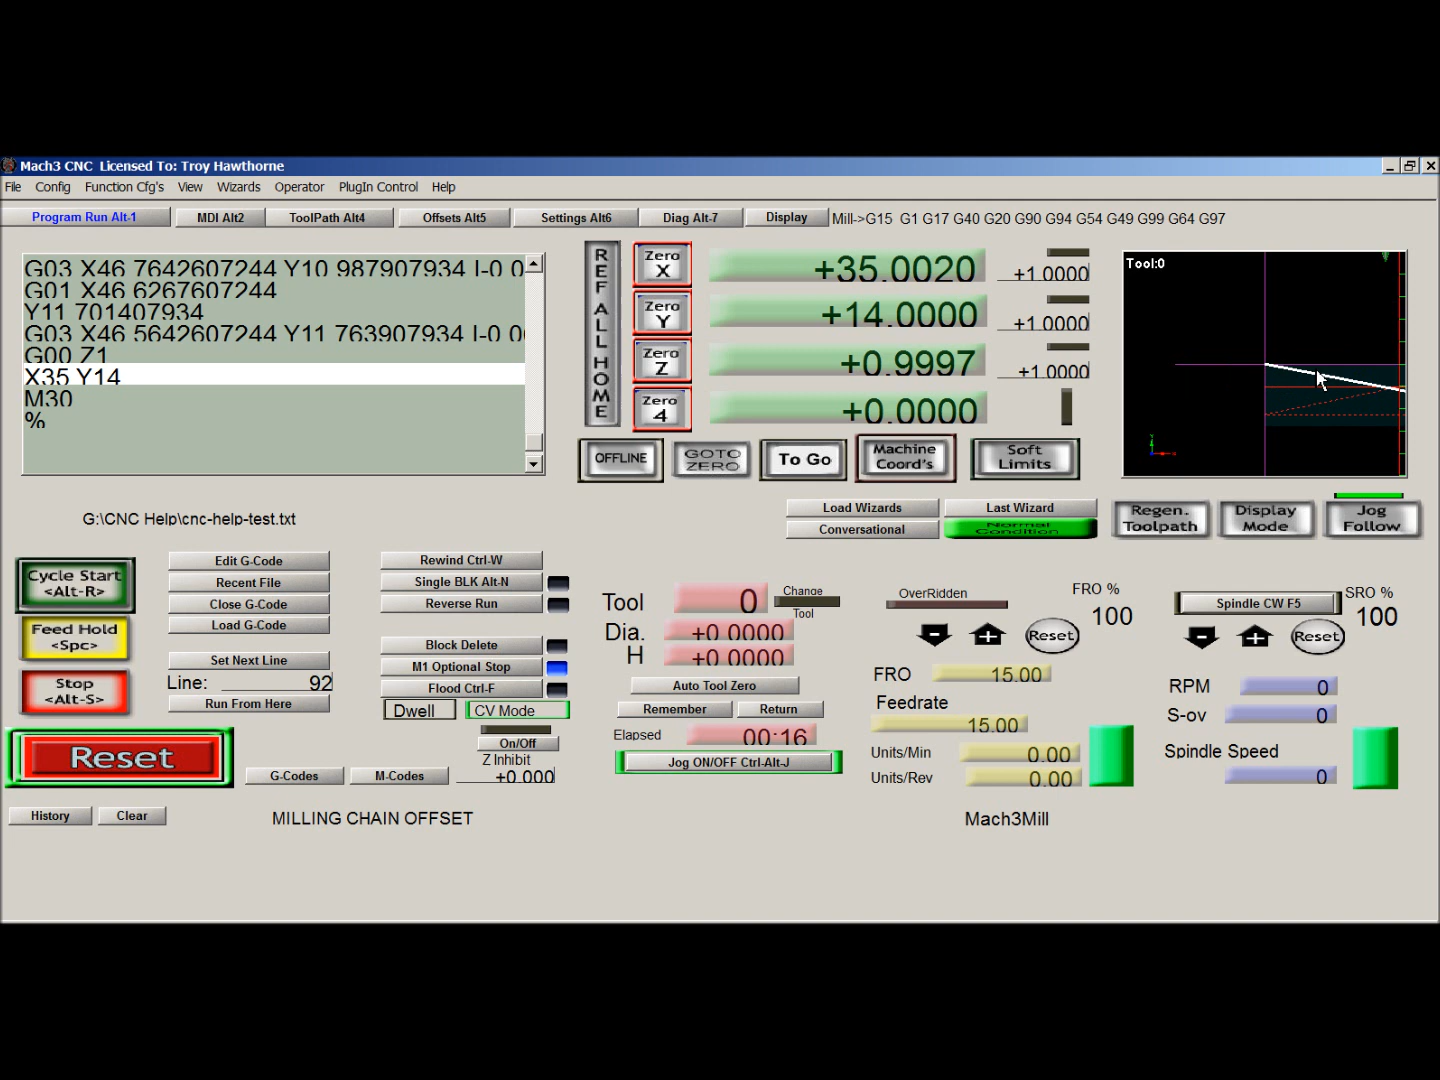 Mach3 CNC Licensed To: Troy Hawthorne
File Config Function Cfg's View Wizards Operator PlugIn Control Help
Program Run Alt-1 MDI Alt2 ToolPath Alt4 Offsets Alt5 Settings Alt6 Diag Alt-7 Display Mill->G15 G1 G17 G40 G20 G90 G94 G54 G49 G99 G64 G97
G03 X46 7642607244 Y10 987907934 I-0 0
G01 X46 6267607244
Y11 701407934
G03 X46 5642607244 Y11 763907934 I-0 0
G00 Z1
X35 Y14
M30
%
REF ALL HOME
Zero X +35.0020 +1.0000
Zero Y +14.0000 +1.0000
Zero Z +0.9997 +1.0000
Zero 4 +0.0000
OFFLINE GOTO ZERO To Go Machine Coord's Soft Limits
Tool:0
G:\CNC Help\cnc-help-test.txt
Load Wizards Last Wizard
Conversational Normal Condition
Regen. Toolpath Display Mode Jog Follow
Cycle Start <Alt-R>
Feed Hold <Spc>
Stop <Alt-S>
Reset
Edit G-Code
Recent File
Close G-Code
Load G-Code
Set Next Line
Line: 92
Run From Here
Rewind Ctrl-W
Single BLK Alt-N
Reverse Run
Block Delete
M1 Optional Stop
Flood Ctrl-F
Dwell CV Mode
On/Off
Z Inhibit
+0.000
G-Codes M-Codes
Tool 0 Change Tool
Dia. +0.0000
H +0.0000
Auto Tool Zero
Remember Return
Elapsed 00:16
Jog ON/OFF Ctrl-Alt-J
OverRidden FRO % 100
Reset
FRO 15.00
Feedrate
15.00
Units/Min 0.00
Units/Rev 0.00
Spindle CW F5 SRO % 100
Reset
RPM 0
S-ov 0
Spindle Speed
0
History Clear MILLING CHAIN OFFSET Mach3Mill